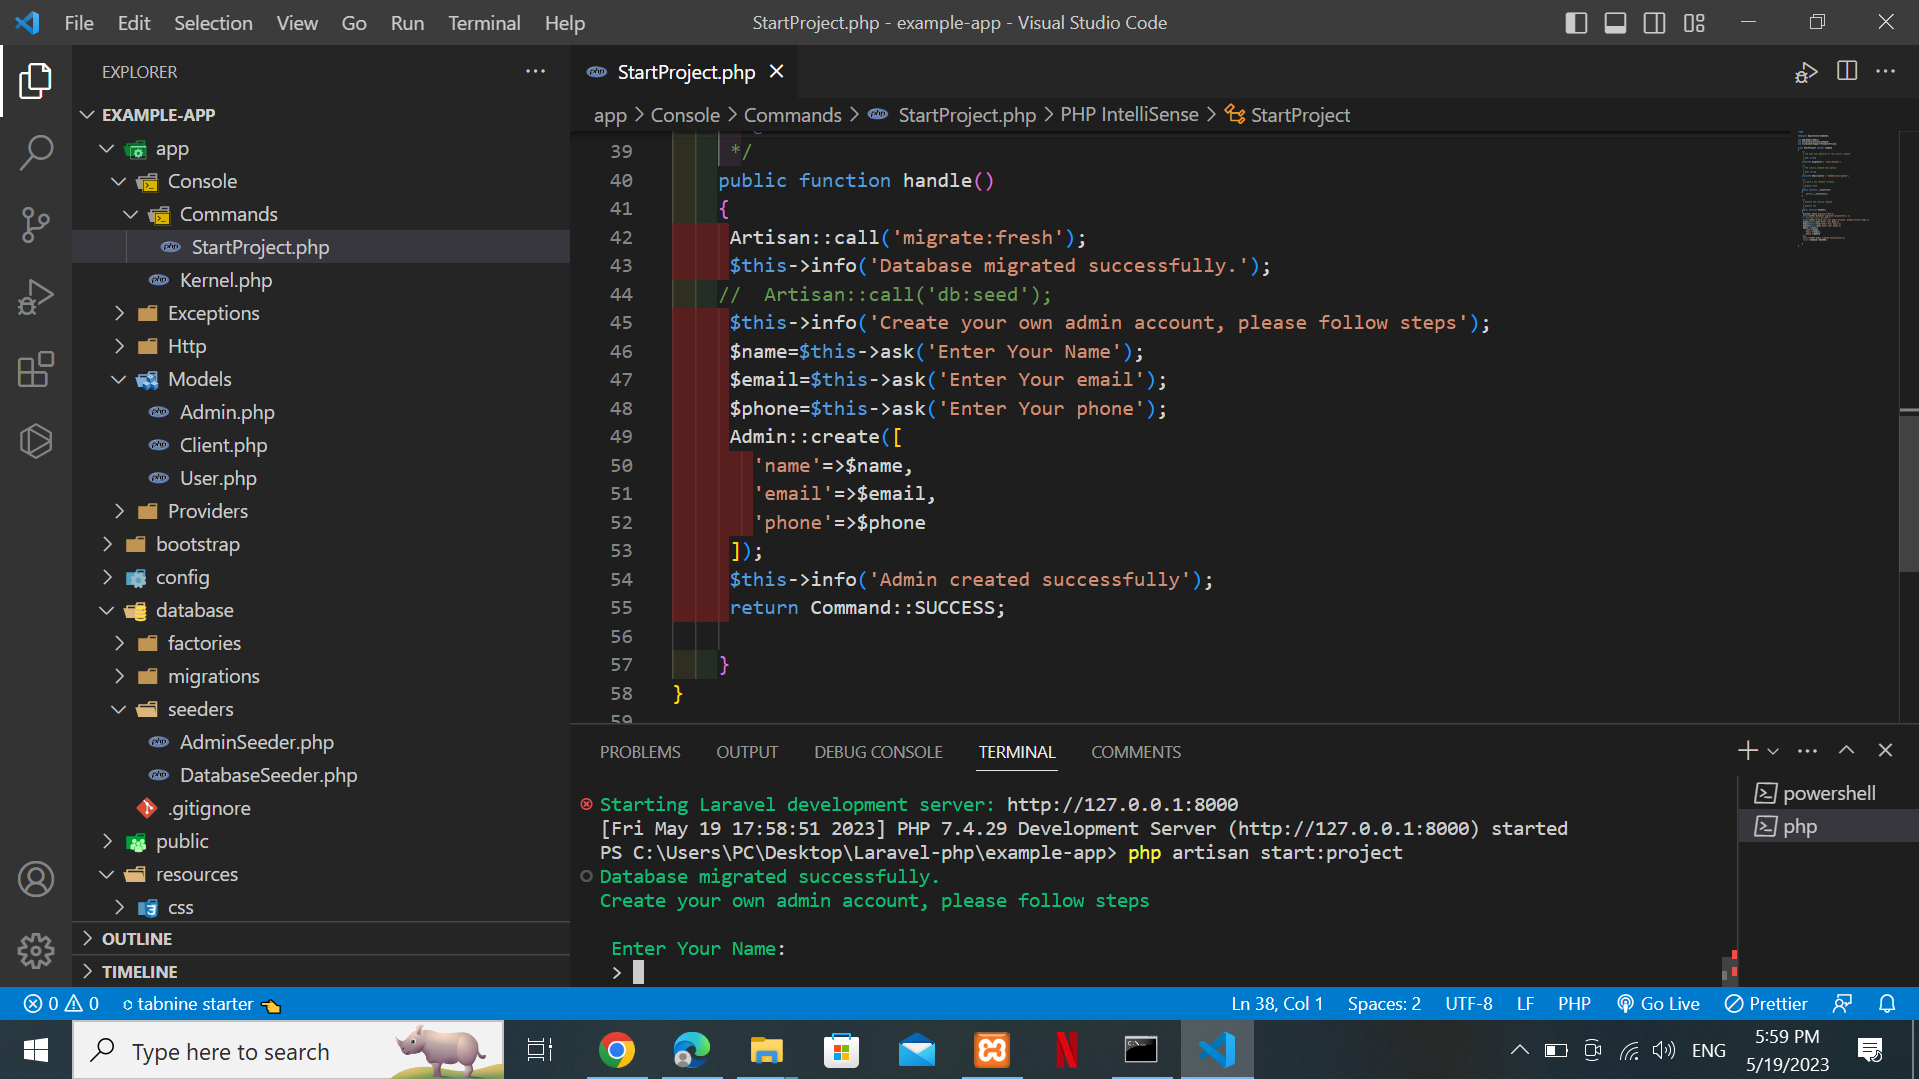 File Edit Selection View Go Run Terminal Help
StartProject.php - example-app - Visual Studio Code
EXPLORER
EXAMPLE-APP
app
Console
Commands
StartProject.php
Kernel.php
Exceptions
Http
Models
Admin.php
Client.php
User.php
Providers
bootstrap
config
database
factories
migrations
seeders
AdminSeeder.php
DatabaseSeeder.php
.gitignore
public
resources
css
OUTLINE
TIMELINE
StartProject.php
app > Console > Commands > StartProject.php > PHP IntelliSense > StartProject
39 */
40 public function handle()
41 {
42 Artisan::call('migrate:fresh');
43 $this->info('Database migrated successfully.');
44 //  Artisan::call('db:seed');
45 $this->info('Create your own admin account, please follow steps');
46 $name=$this->ask('Enter Your Name');
47 $email=$this->ask('Enter Your email');
48 $phone=$this->ask('Enter Your phone');
49 Admin::create([
50 'name'=>$name,
51 'email'=>$email,
52 'phone'=>$phone
53 ]);
54 $this->info('Admin created successfully');
55 return Command::SUCCESS;
56
57 }
58 }
59
PROBLEMS OUTPUT DEBUG CONSOLE TERMINAL COMMENTS
Starting Laravel development server: http://127.0.0.1:8000
[Fri May 19 17:58:51 2023] PHP 7.4.29 Development Server (http://127.0.0.1:8000) started
PS C:\Users\PC\Desktop\Laravel-php\example-app> php artisan start:project
Database migrated successfully.
Create your own admin account, please follow steps
Enter Your Name:
>
powershell
php
0 0 tabnine starter
Ln 38, Col 1 Spaces: 2 UTF-8 LF PHP Go Live Prettier
Type here to search
ENG
5:59 PM
5/19/2023